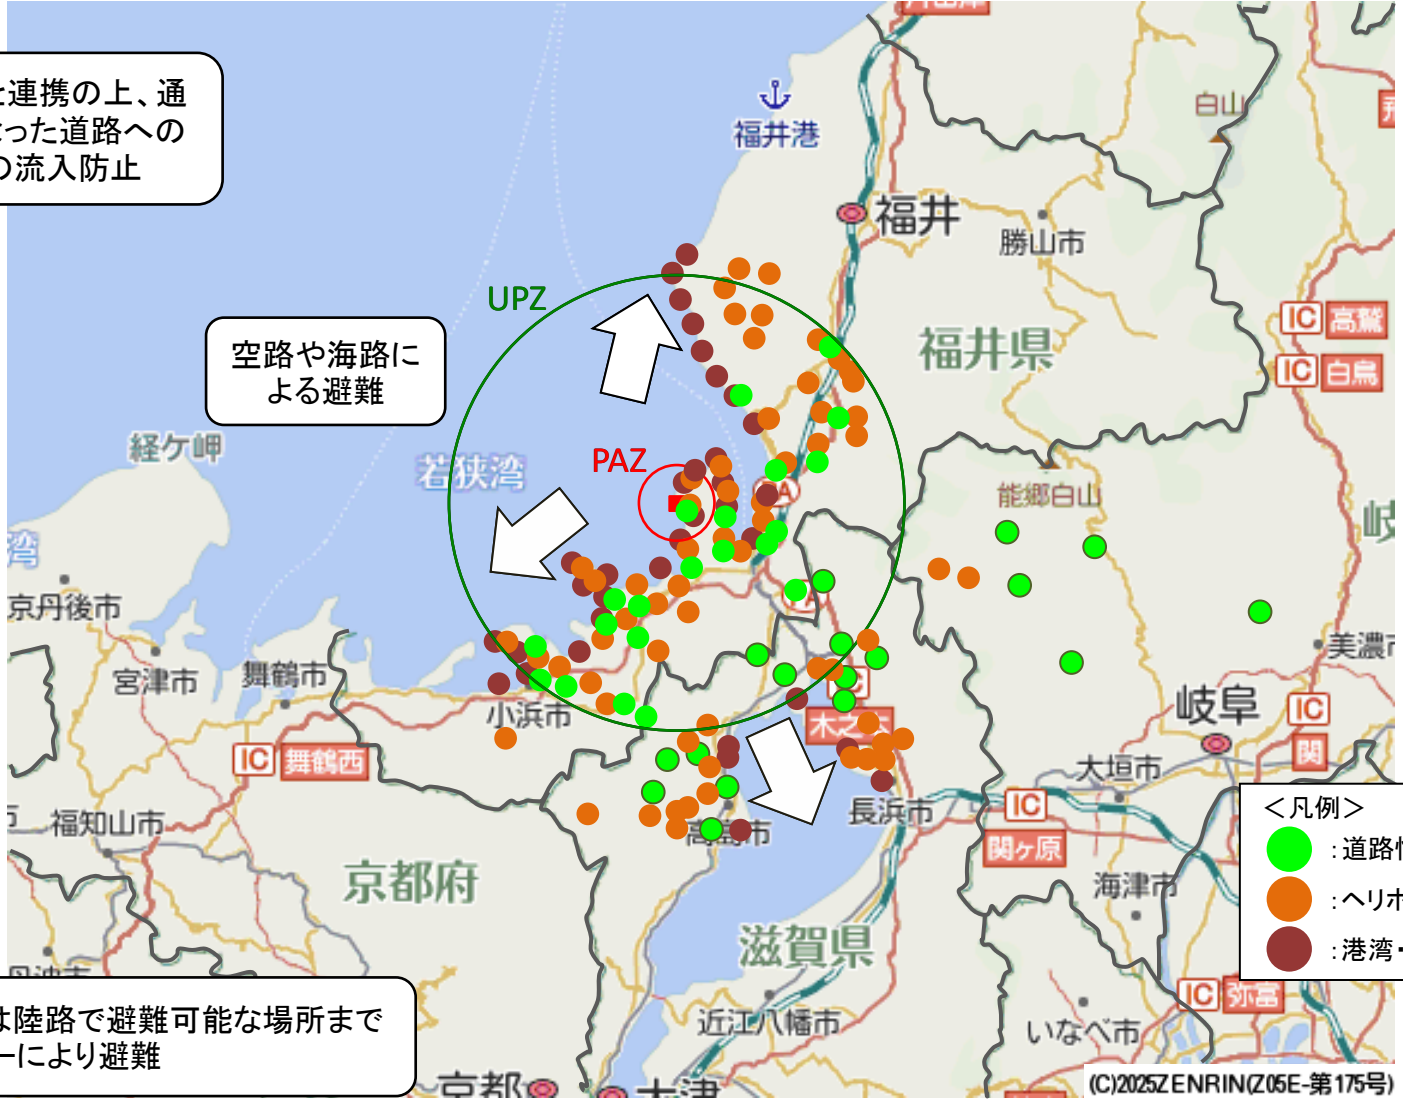 連携の上、通
った道路への
の流入防止
福井港
白山
福井
勝山市
UPZ
空路や海路に
よる避難
福井県
IC 高鷲
IC 白鳥
経ケ岬
若狭湾
PAZ
能郷白山
岐
湾
京丹後市
宮津市
舞鶴市
小浜市
美濃
岐阜
IC
関
木之
IC 舞鶴西
大垣市
IC
関ヶ原
長浜市
福知山市
高島市
<凡例>
:道路
:ヘリ
:港湾・
京都府
海津市
滋賀県
IC 弥富
は陸路で避難可能な場所まで
ーにより避難
近江八幡市
いなべ市
京都
大津
(C)2025ZENRIN(Z05E-第175号)